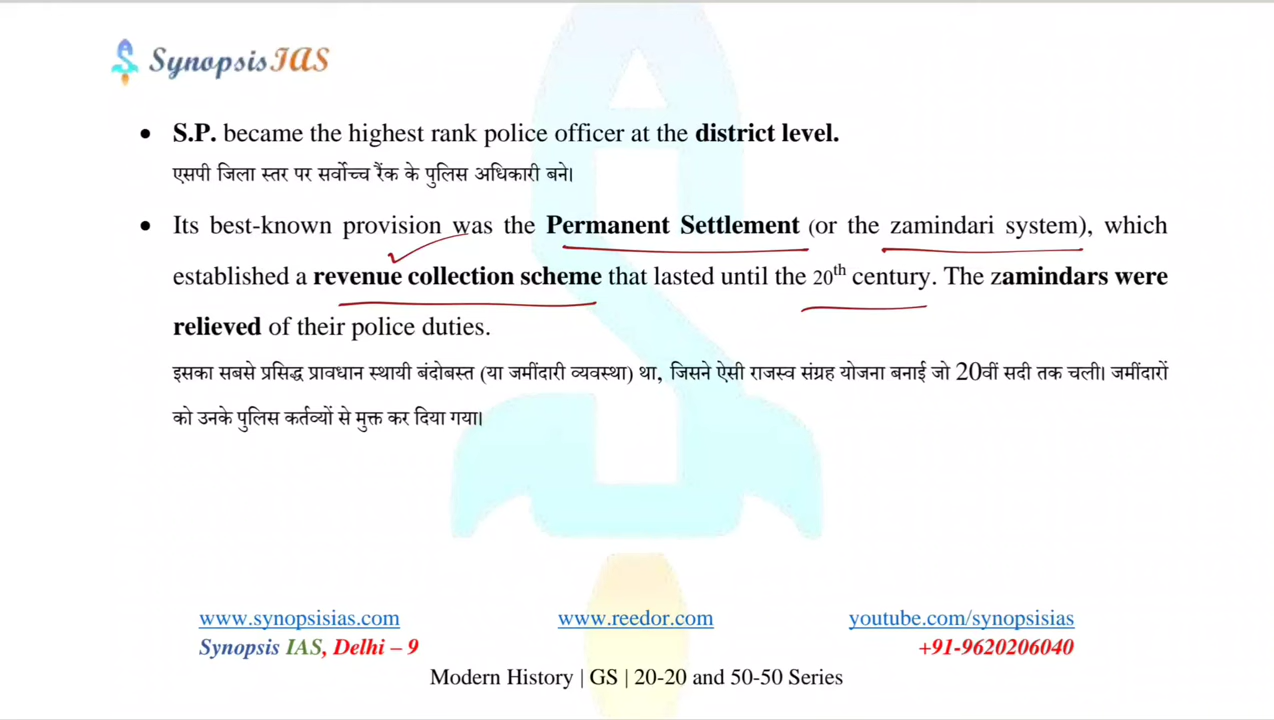 Synopsis IAS
• S.P. became the highest rank police officer at the district level.
एसपी जिला स्तर पर सर्वोच्च रैंक के पुलिस अधिकारी बने।
• Its best-known provision was the Permanent Settlement (or the zamindari system), which
established a revenue collection scheme that lasted until the 20th century. The zamindars were
relieved of their police duties.
इसका सबसे प्रसिद्ध प्रावधान स्थायी बंदोबस्त (या जमींदारी व्यवस्था) था, जिसने ऐसी राजस्व संग्रह योजना बनाई जो 20वीं सदी तक चली। जमींदारों
को उनके पुलिस कर्तव्यों से मुक्त कर दिया गया।
www.synopsisias.com www.reedor.com youtube.com/synopsisias
Synopsis IAS, Delhi – 9 +91-9620206040
Modern History | GS | 20-20 and 50-50 Series